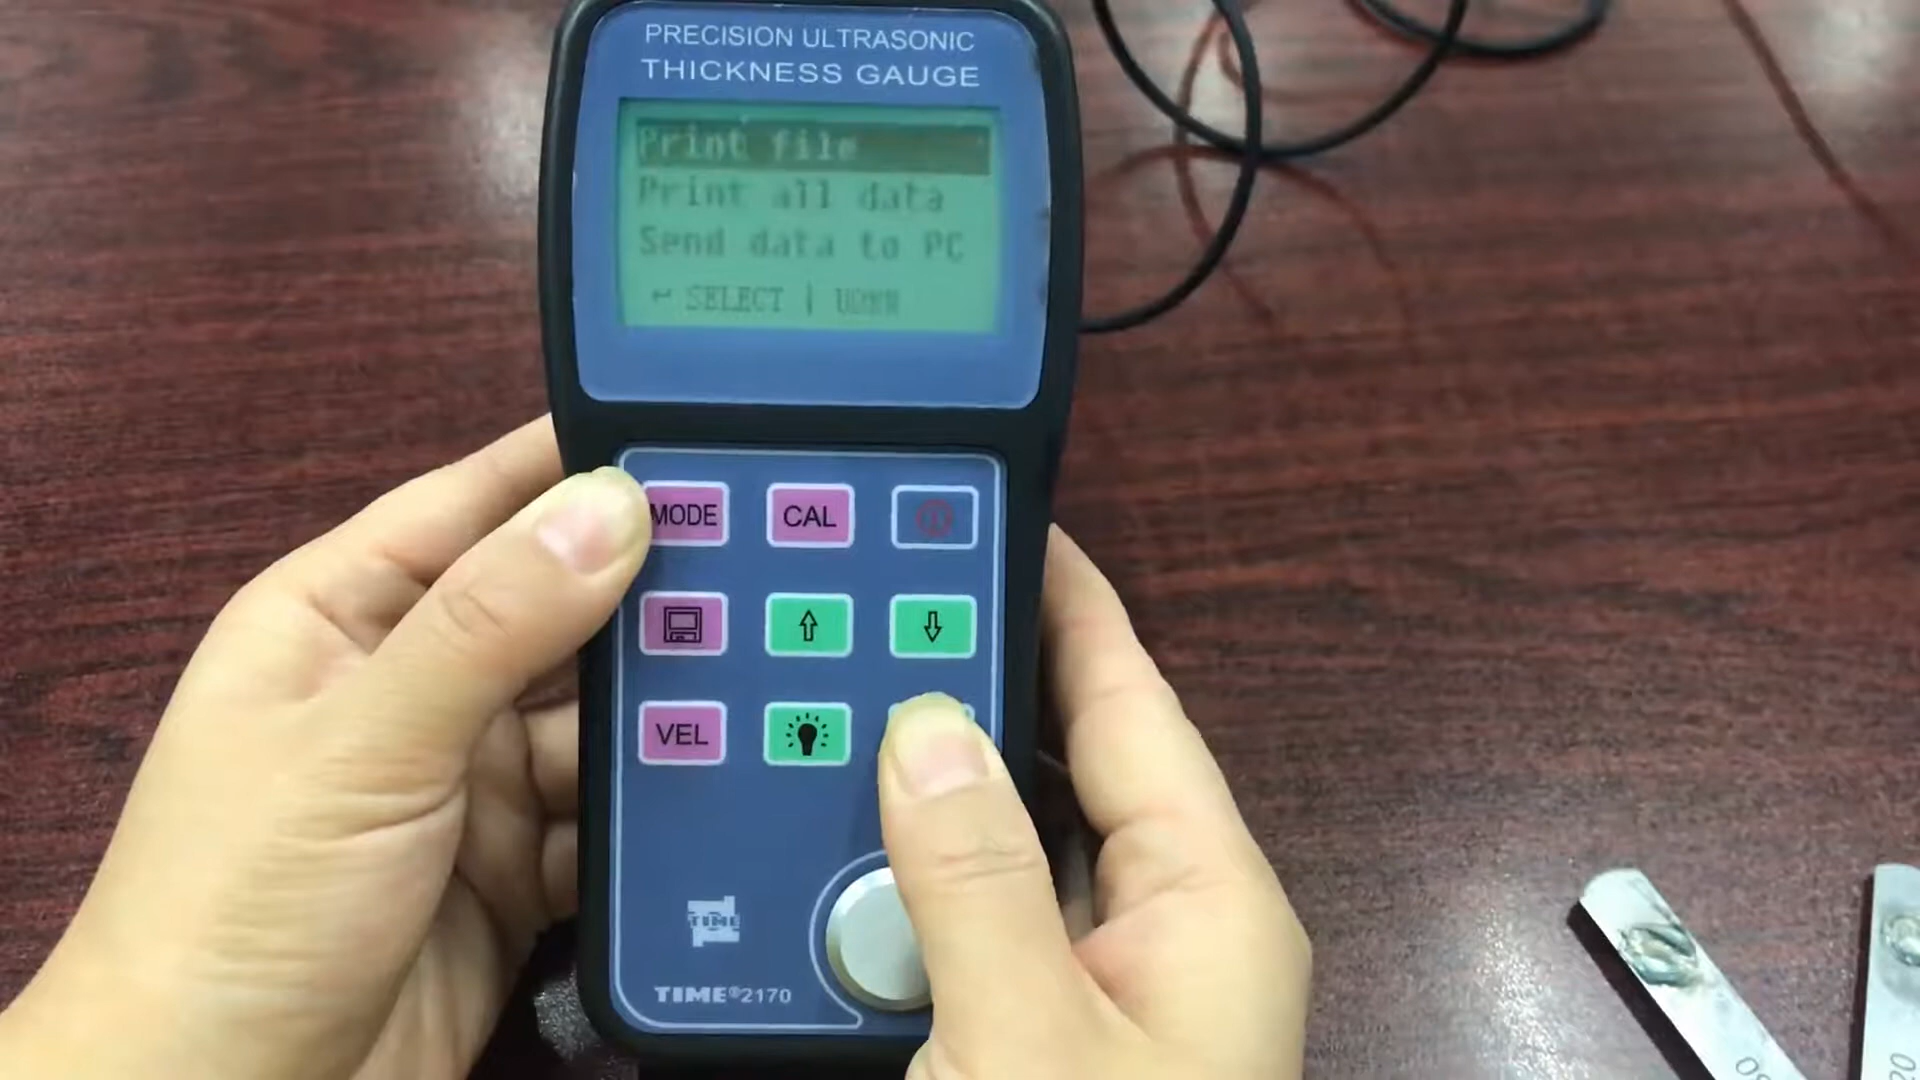 PRECISION ULTRASONIC
THICKNESS GAUGE
Print file
Print all data
Send data to PC
↵ SELECT |
MODE
CAL
VEL
TIME
TIME®2170